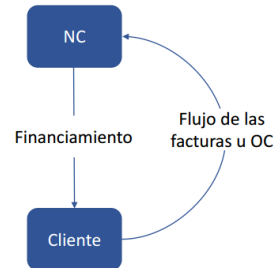 NC
Financiamiento
Flujo de las
facturas u OC
Cliente